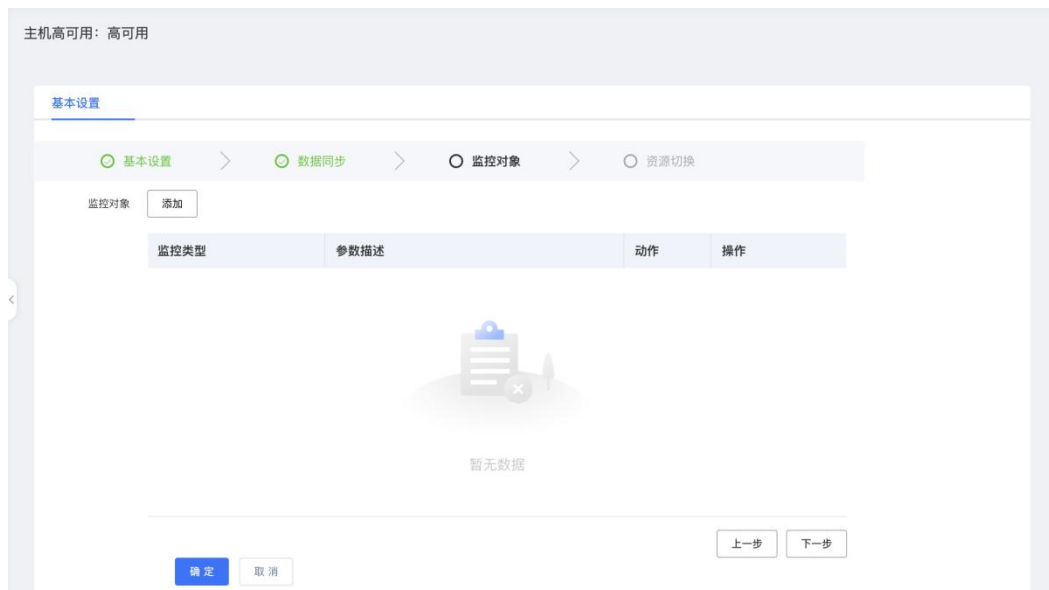 主机高可用：高可用
基本设置
基本设置 数据同步 监控对象 资源切换
监控对象 添加
监控类型 参数描述 动作 操作
暂无数据
上一步 下一步
确定 取消